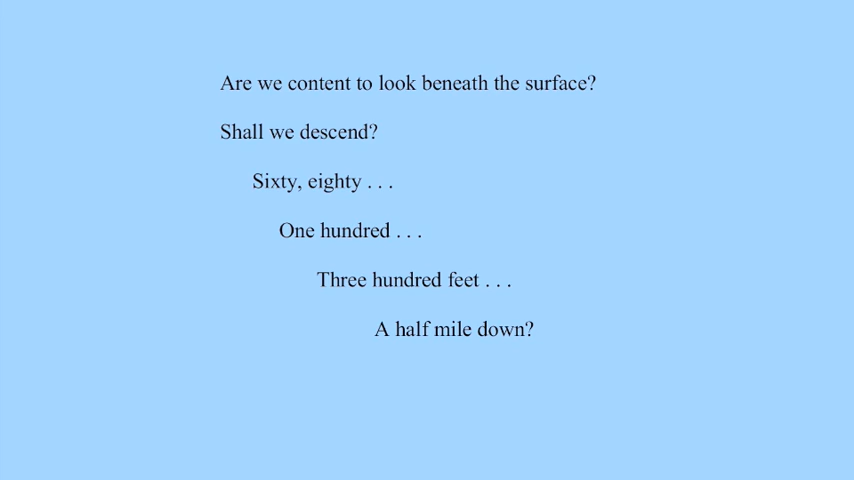 Are we content to look beneath the surface?
Shall we descend?
Sixty, eighty . . .
One hundred . . .
Three hundred feet . . .
A half mile down?